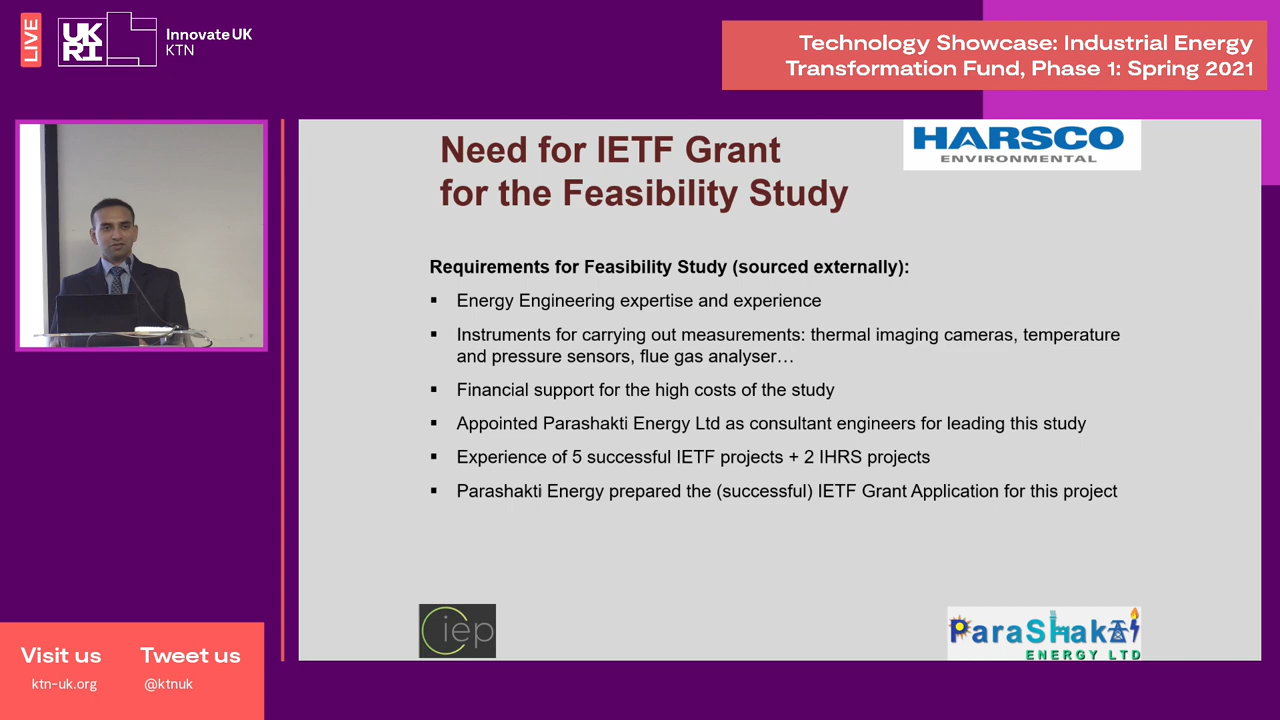 LIVE
UK
RI
Innovate UK
KTN
Technology Showcase: Industrial Energy
Transformation Fund, Phase 1: Spring 2021
Need for IETF Grant
for the Feasibility Study
HARSCO
ENVIRONMENTAL
Requirements for Feasibility Study (sourced externally):
▪ Energy Engineering expertise and experience
▪ Instruments for carrying out measurements: thermal imaging cameras, temperature
and pressure sensors, flue gas analyser…
▪ Financial support for the high costs of the study
▪ Appointed Parashakti Energy Ltd as consultant engineers for leading this study
▪ Experience of 5 successful IETF projects + 2 IHRS projects
▪ Parashakti Energy prepared the (successful) IETF Grant Application for this project
iep
ParaShakti
ENERGY LTD
Visit us
ktn-uk.org
Tweet us
@ktnuk